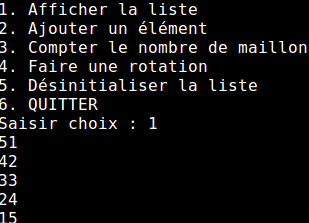 1. Afficher la liste
2. Ajouter un élément
3. Compter le nombre de maillon
4. Faire une rotation
5. Désinitialiser la liste
6. QUITTER
Saisir choix : 1
51
42
33
24
15